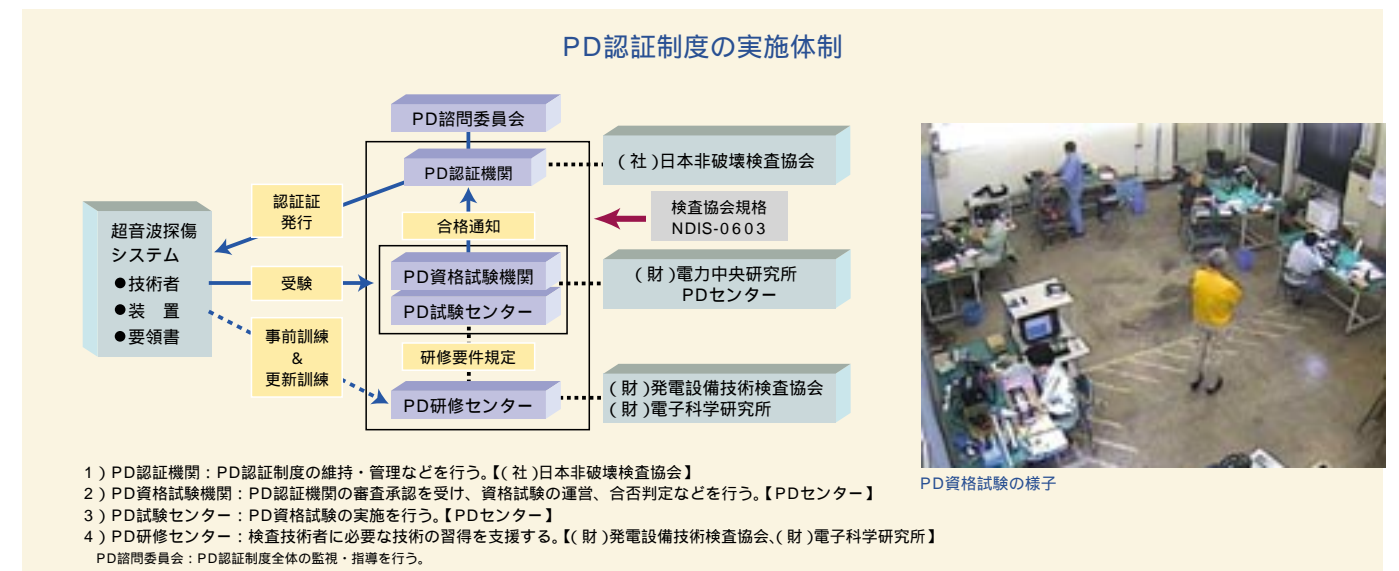 PD認証制度の実施体制
PD諮問委員会
PD認証機関
(社)日本非破壊検査協会
認証証
発行
合格通知
検査協会規格
NDIS-0603
超音波探傷
システム
●技術者
●装 置
●要領書
受験
PD資格試験機関
PD試験センター
(財)電力中央研究所
PDセンター
事前訓練
&
更新訓練
研修要件規定
PD研修センター
(財)発電設備技術検査協会
(財)電子科学研究所
PD資格試験の様子
1)PD認証機関:PD認証制度の維持・管理などを行う。【(社)日本非破壊検査協会】
2)PD資格試験機関:PD認証機関の審査承認を受け、資格試験の運営、合否判定などを行う。【PDセンター】
3)PD試験センター:PD資格試験の実施を行う。【PDセンター】
4)PD研修センター:検査技術者に必要な技術の習得を支援する。【(財)発電設備技術検査協会、(財)電子科学研究所】
PD諮問委員会:PD認証制度全体の監視・指導を行う。